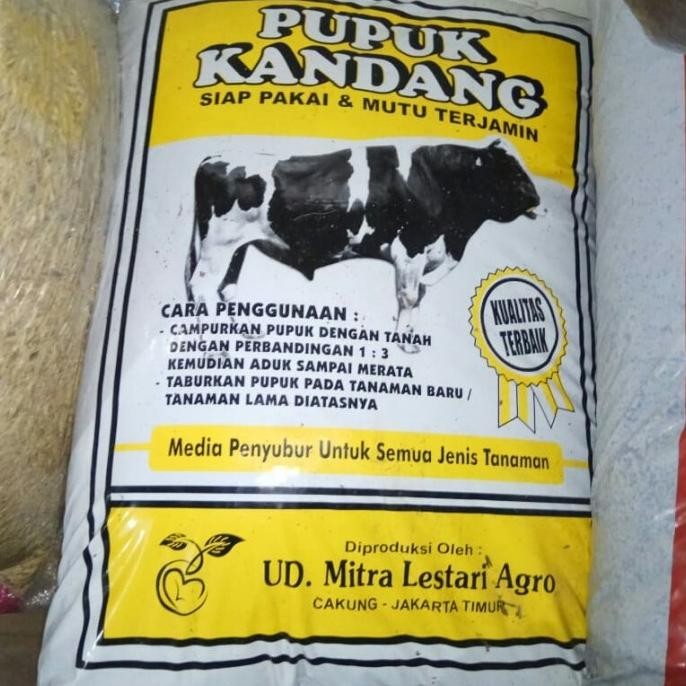 PUPUK
KANDANG
SIAP PAKAI & MUTU TERJAMIN
CARA PENGGUNAAN :
- CAMPURKAN PUPUK DENGAN TANAH
DENGAN PERBANDINGAN 1 : 3
KEMUDIAN ADUK SAMPAI MERATA
- TABURKAN PUPUK PADA TANAMAN BARU /
TANAMAN LAMA DIATASNYA
KUALITAS
TERBAIK
Media Penyubur Untuk Semua Jenis Tanaman
Diproduksi Oleh :
UD. Mitra Lestari Agro
CAKUNG - JAKARTA TIMUR